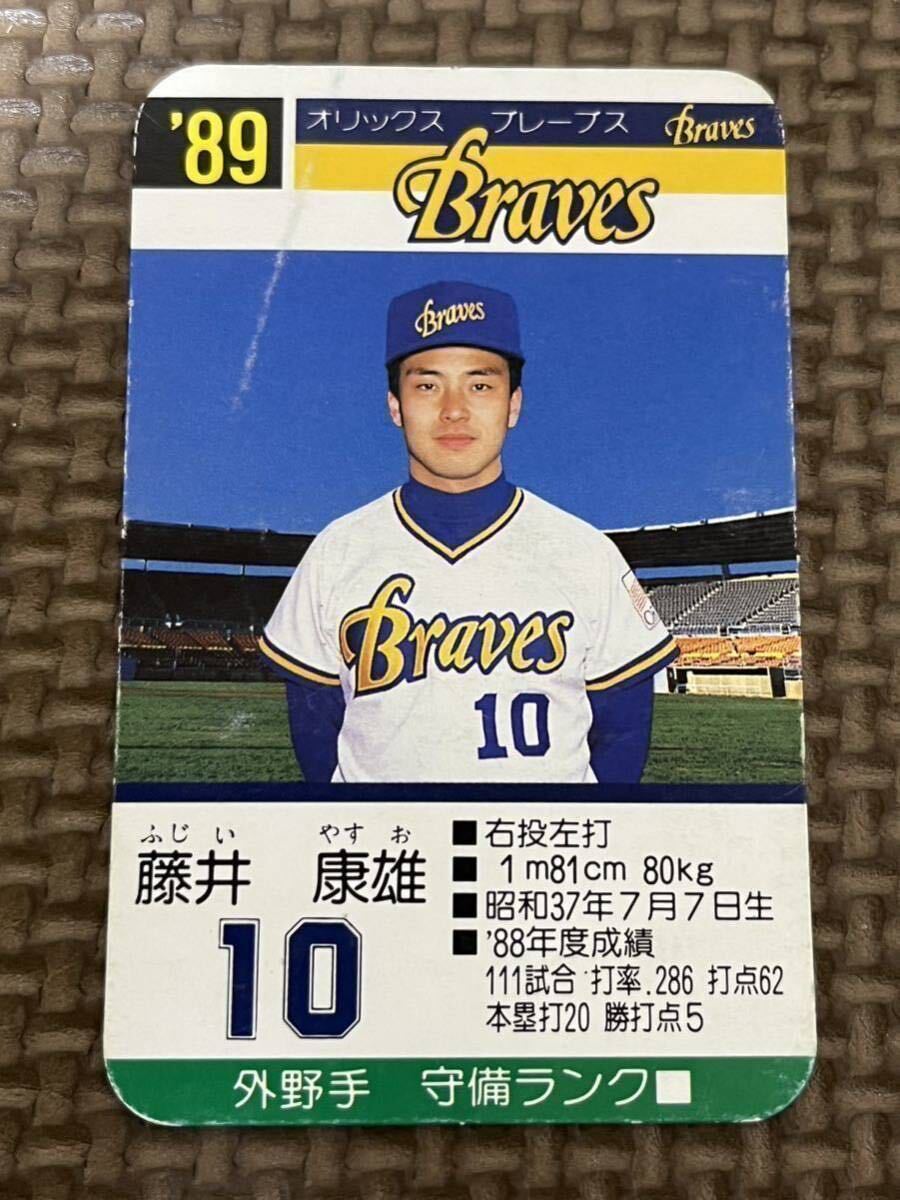 '89
オリックス ブレーブス Braves
Braves
Braves
Braves
10
ふじい やすお
藤井 康雄
10
■右投左打
■1m81cm 80kg
■昭和37年7月7日生
■'88年度成績
111試合 打率.286 打点62
本塁打20 勝打点5
外野手 守備ランク□